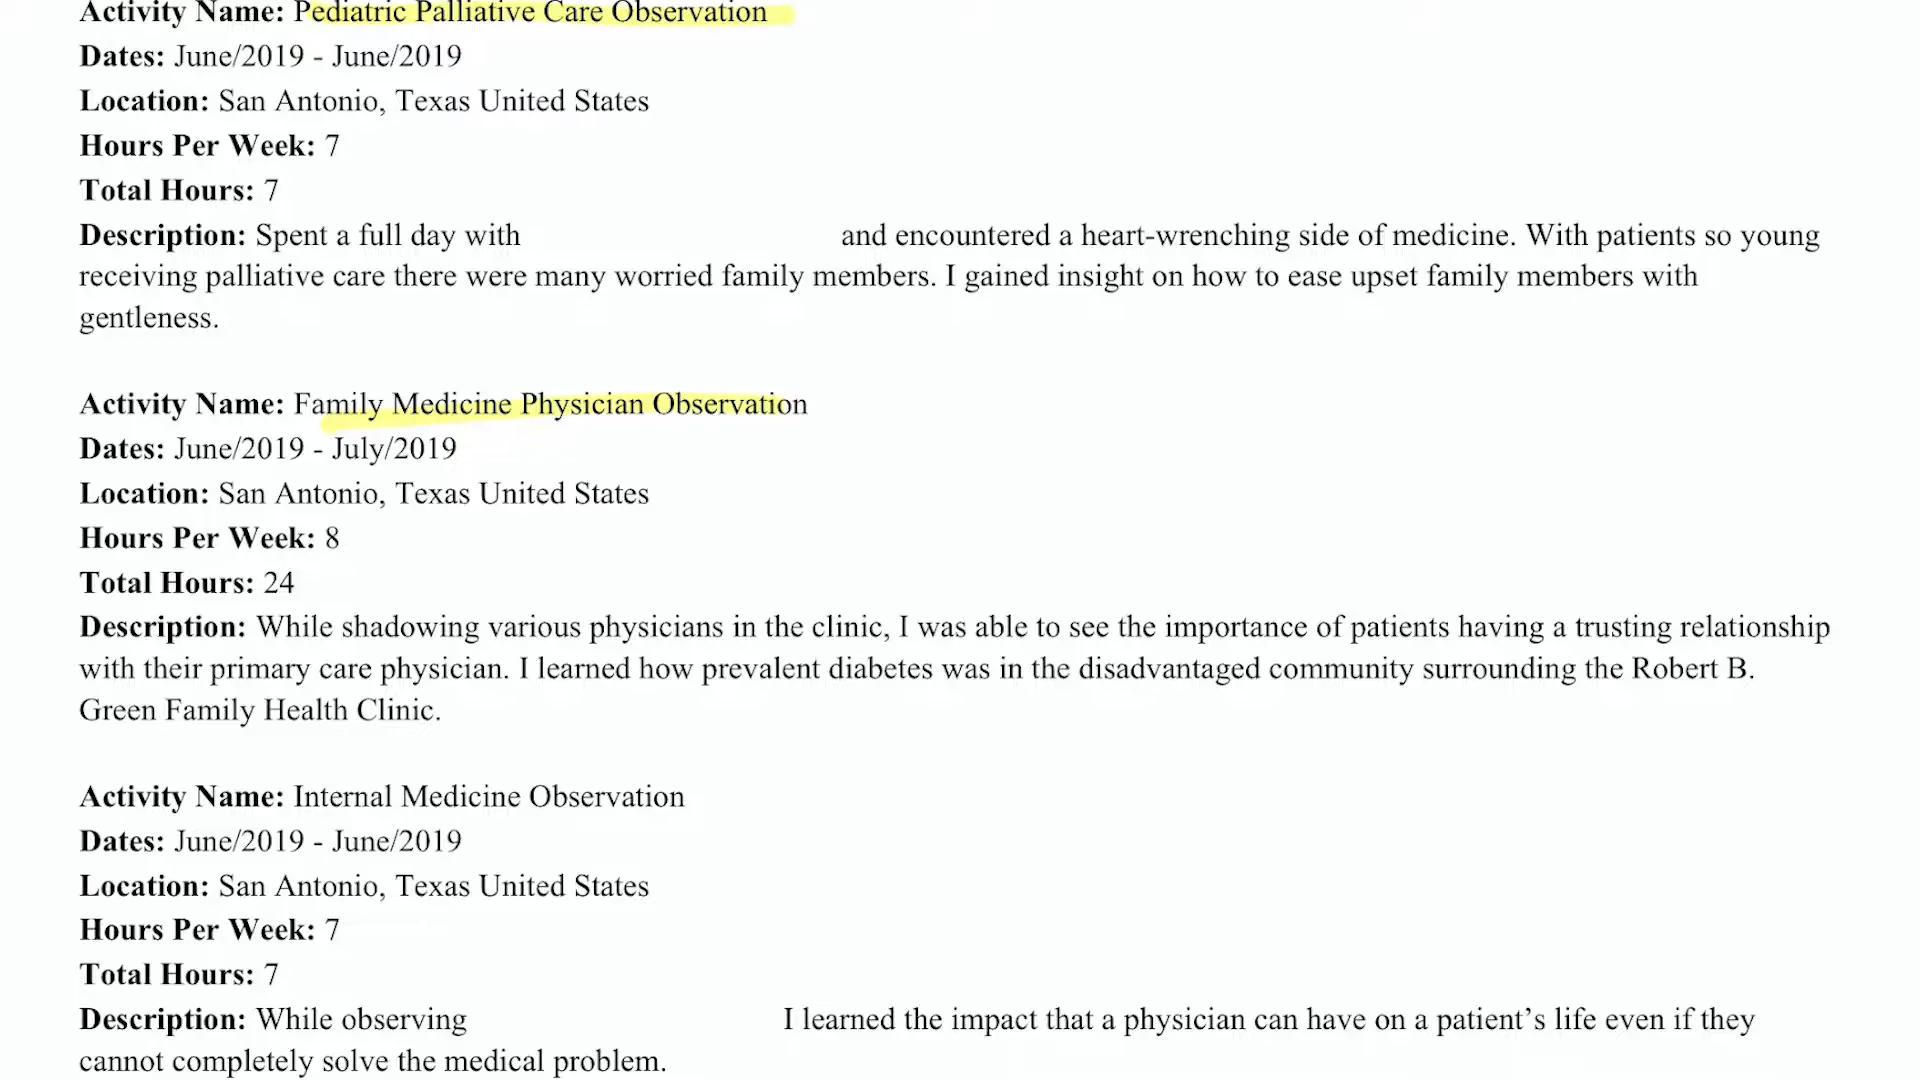 Activity Name: Pediatric Palliative Care Observation
Dates: June/2019 - June/2019
Location: San Antonio, Texas United States
Hours Per Week: 7
Total Hours: 7
Description: Spent a full day with and encountered a heart-wrenching side of medicine. With patients so young
receiving palliative care there were many worried family members. I gained insight on how to ease upset family members with
gentleness.
Activity Name: Family Medicine Physician Observation
Dates: June/2019 - July/2019
Location: San Antonio, Texas United States
Hours Per Week: 8
Total Hours: 24
Description: While shadowing various physicians in the clinic, I was able to see the importance of patients having a trusting relationship
with their primary care physician. I learned how prevalent diabetes was in the disadvantaged community surrounding the Robert B.
Green Family Health Clinic.
Activity Name: Internal Medicine Observation
Dates: June/2019 - June/2019
Location: San Antonio, Texas United States
Hours Per Week: 7
Total Hours: 7
Description: While observing I learned the impact that a physician can have on a patient’s life even if they
cannot completely solve the medical problem.